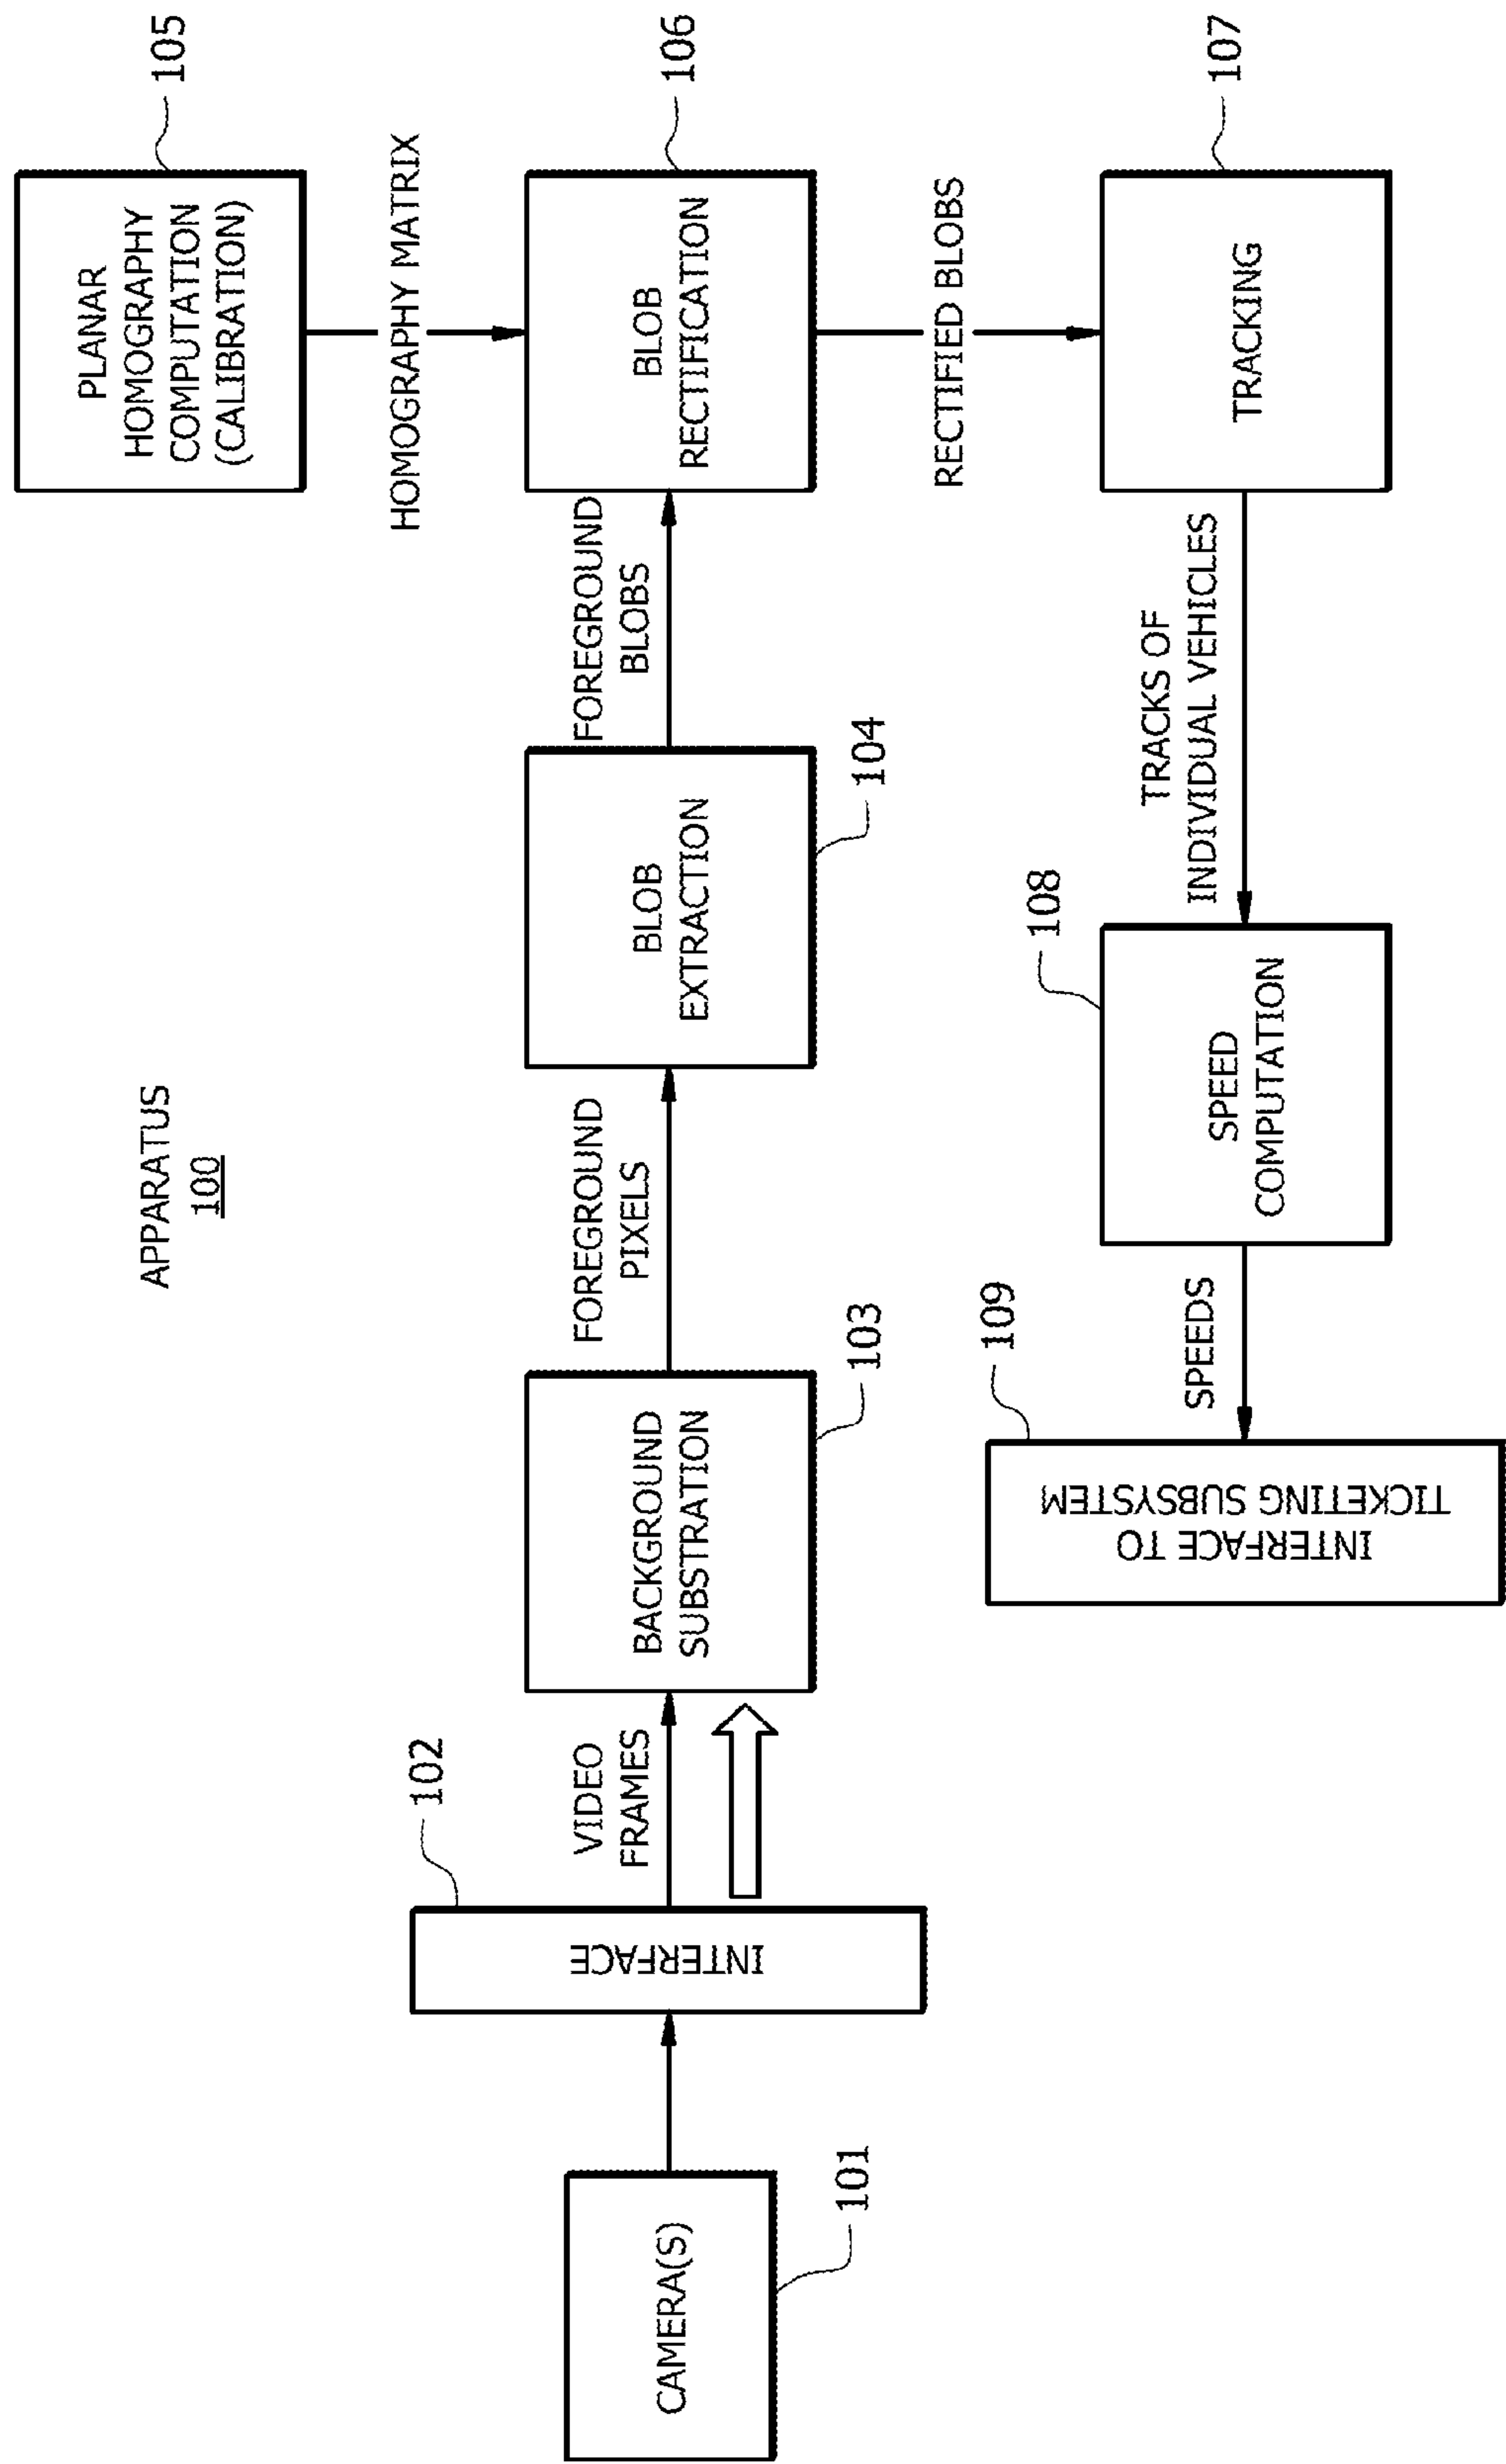 APPARATUS
100
CAMERA(S)
101
INTERFACE
102
VIDEO
FRAMES
BACKGROUND
SUBSTRATION
103
FOREGROUND
PIXELS
BLOB
EXTRACTION
104
FOREGROUND
BLOBS
PLANAR
HOMOGRAPHY
COMPUTATION
(CALIBRATION)
105
HOMOGRAPHY MATRIX
BLOB
RECTIFICATION
106
RECTIFIED BLOBS
TRACKING
107
TRACKS OF
INDIVIDUAL VEHICLES
SPEED
COMPUTATION
108
SPEEDS
INTERFACE TO
TICKETING SUBSYSTEM
109